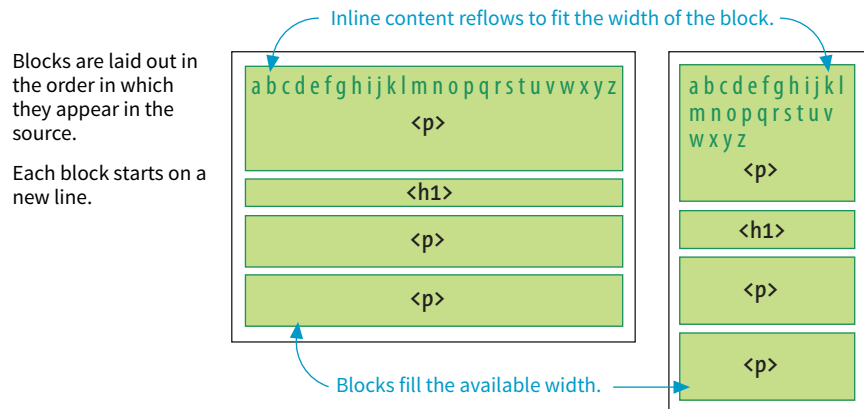 Inline content reflows to fit the width of the block.
Blocks are laid out in
the order in which
they appear in the
source.
Each block starts on a
new line.
a b c d e f g h i j k l m n o p q r s t u v w x y z
<p>
<h1>
<p>
<p>
a b c d e f g h i j k l
m n o p q r s t u v
w x y z
<p>
<h1>
<p>
<p>
Blocks fill the available width.